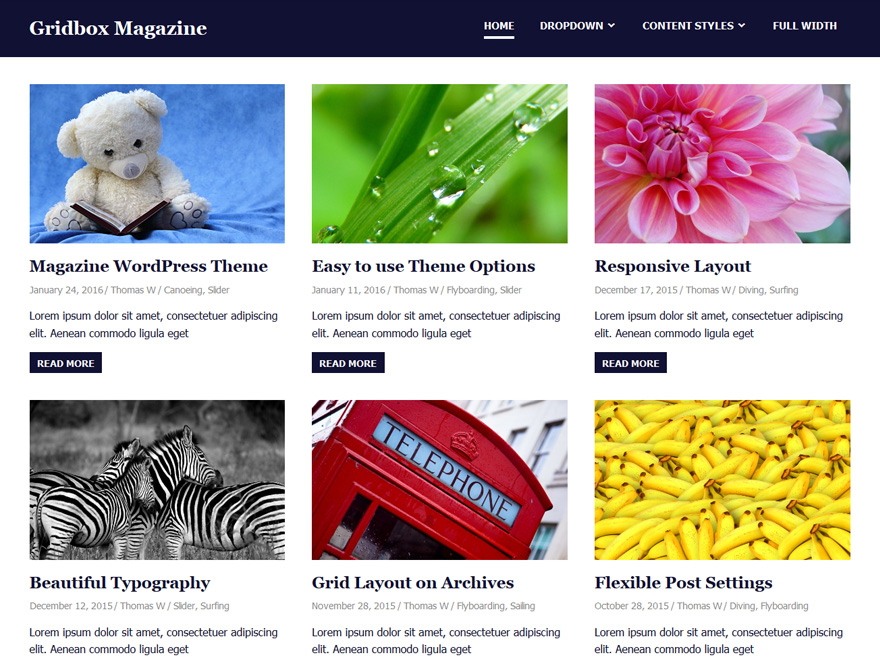 Gridbox Magazine
HOME DROPDOWN CONTENT STYLES FULL WIDTH
Magazine WordPress Theme
January 24, 2016 / Thomas W / Canoeing, Slider
Lorem ipsum dolor sit amet, consectetuer adipiscing
elit. Aenean commodo ligula eget
READ MORE
Easy to use Theme Options
January 11, 2016 / Thomas W / Flyboarding, Slider
Lorem ipsum dolor sit amet, consectetuer adipiscing
elit. Aenean commodo ligula eget
READ MORE
Responsive Layout
December 17, 2015 / Thomas W / Diving, Surfing
Lorem ipsum dolor sit amet, consectetuer adipiscing
elit. Aenean commodo ligula eget
READ MORE
Beautiful Typography
December 12, 2015 / Thomas W / Slider, Surfing
Lorem ipsum dolor sit amet, consectetuer adipiscing
elit. Aenean commodo ligula eget
TELEPHONE
Grid Layout on Archives
November 28, 2015 / Thomas W / Flyboarding, Sailing
Lorem ipsum dolor sit amet, consectetuer adipiscing
elit. Aenean commodo ligula eget
Flexible Post Settings
October 28, 2015 / Thomas W / Diving, Flyboarding
Lorem ipsum dolor sit amet, consectetuer adipiscing
elit. Aenean commodo ligula eget